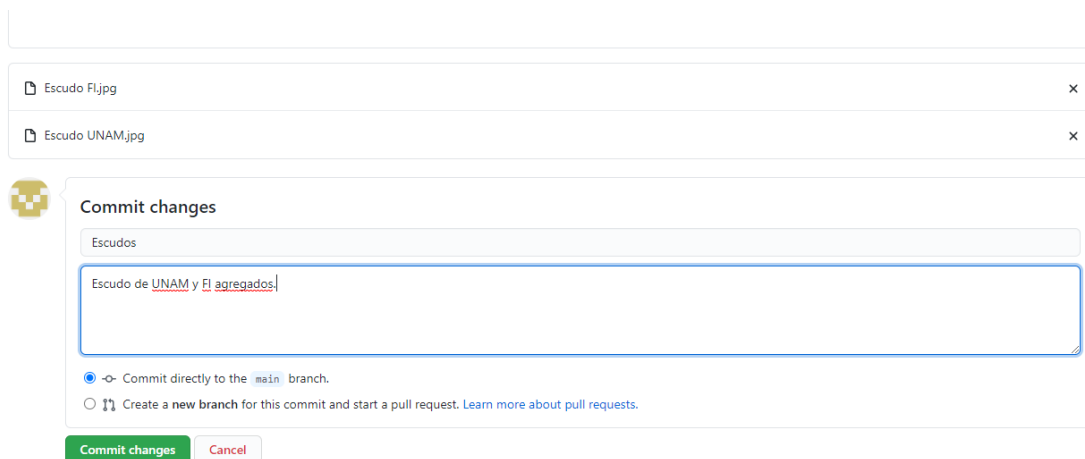 Escudo FI.jpg
Escudo UNAM.jpg
Commit changes
Escudos
Escudo de UNAM y FI agregados.
Commit directly to the main branch.
Create a new branch for this commit and start a pull request. Learn more about pull requests.
Commit changes Cancel